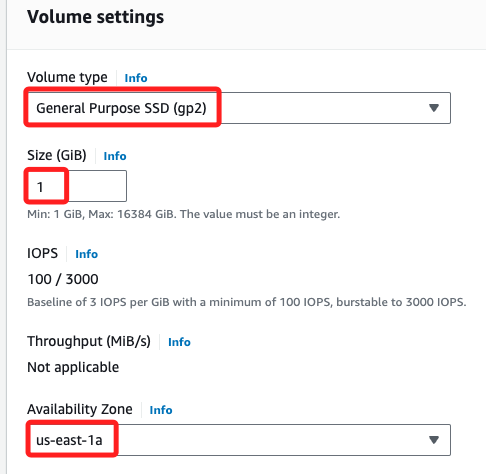 Volume settings
Volume type Info
General Purpose SSD (gp2)
Size (GiB) Info
1
Min: 1 GiB, Max: 16384 GiB. The value must be an integer.
IOPS Info
100 / 3000
Baseline of 3 IOPS per GiB with a minimum of 100 IOPS, burstable to 3000 IOPS.
Throughput (MiB/s) Info
Not applicable
Availability Zone Info
us-east-1a